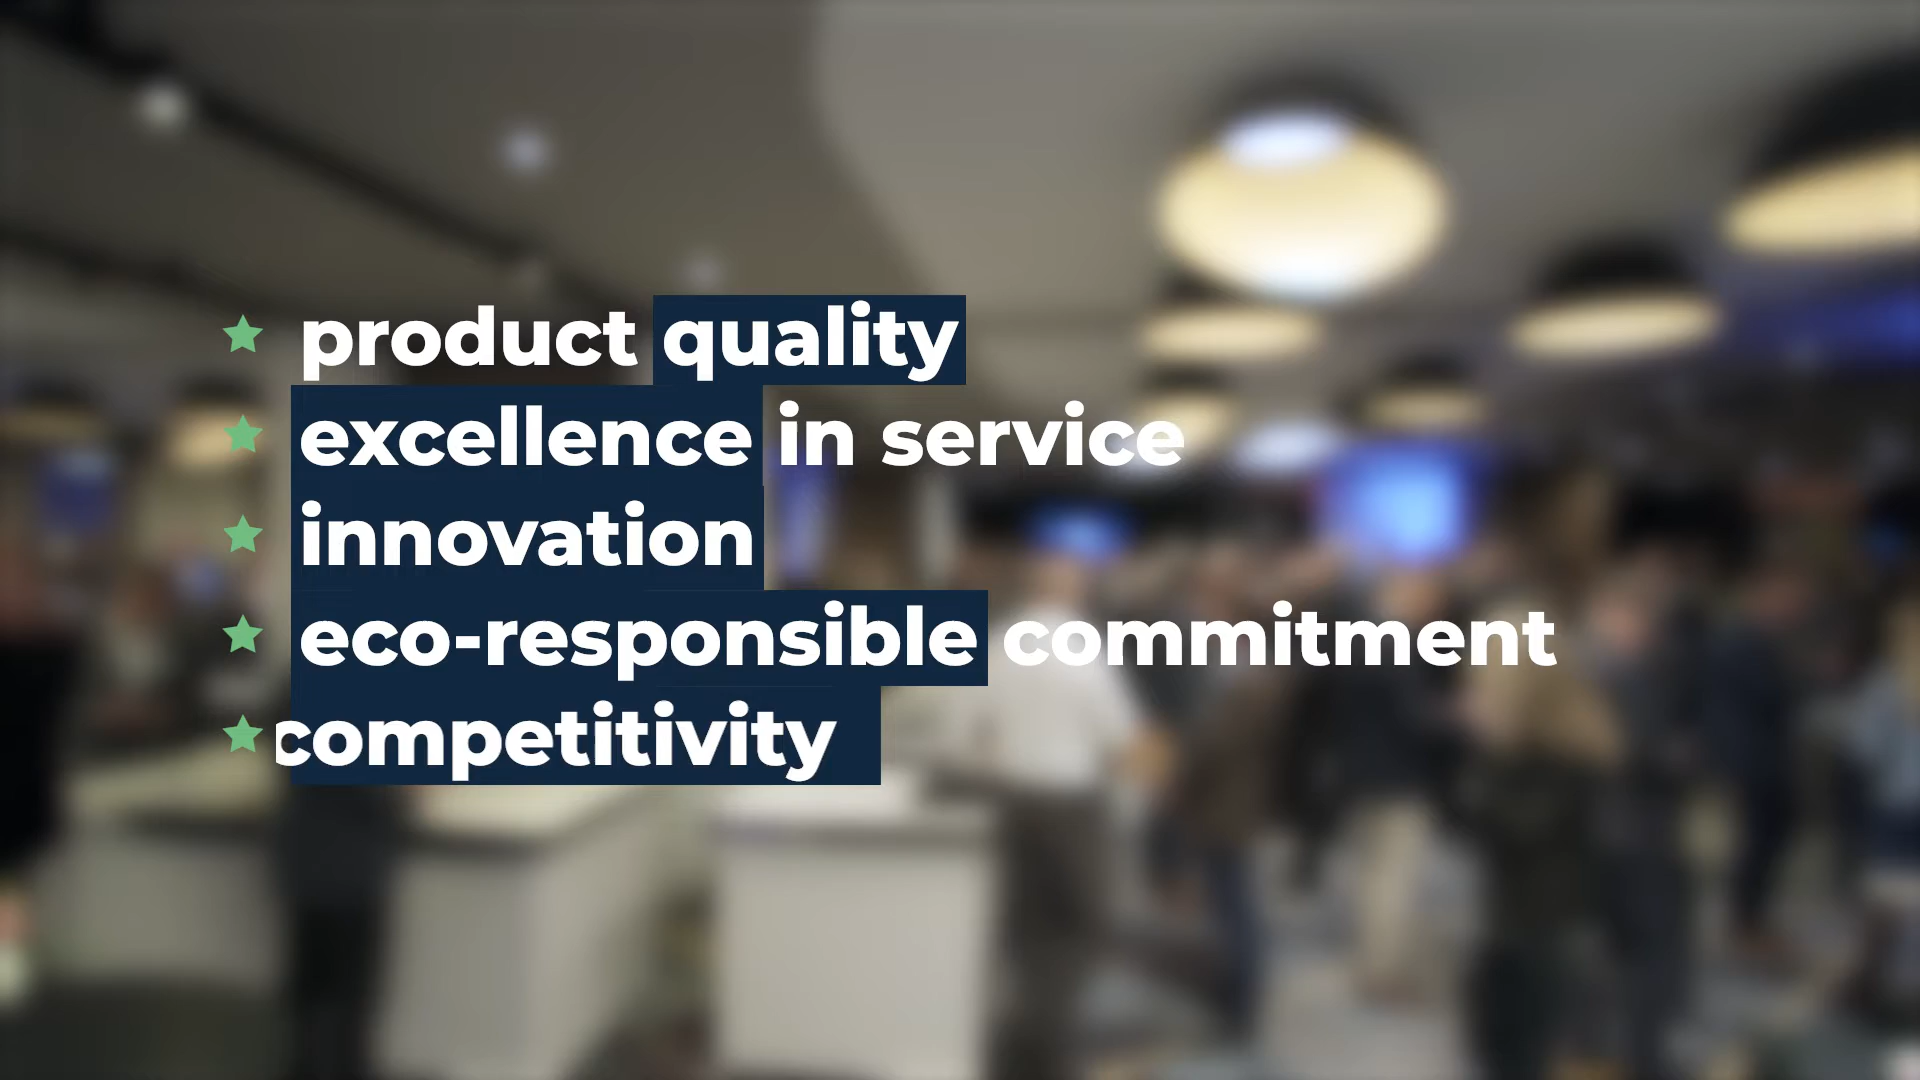 product quality
excellence in service
innovation
eco-responsible commitment
competitivity